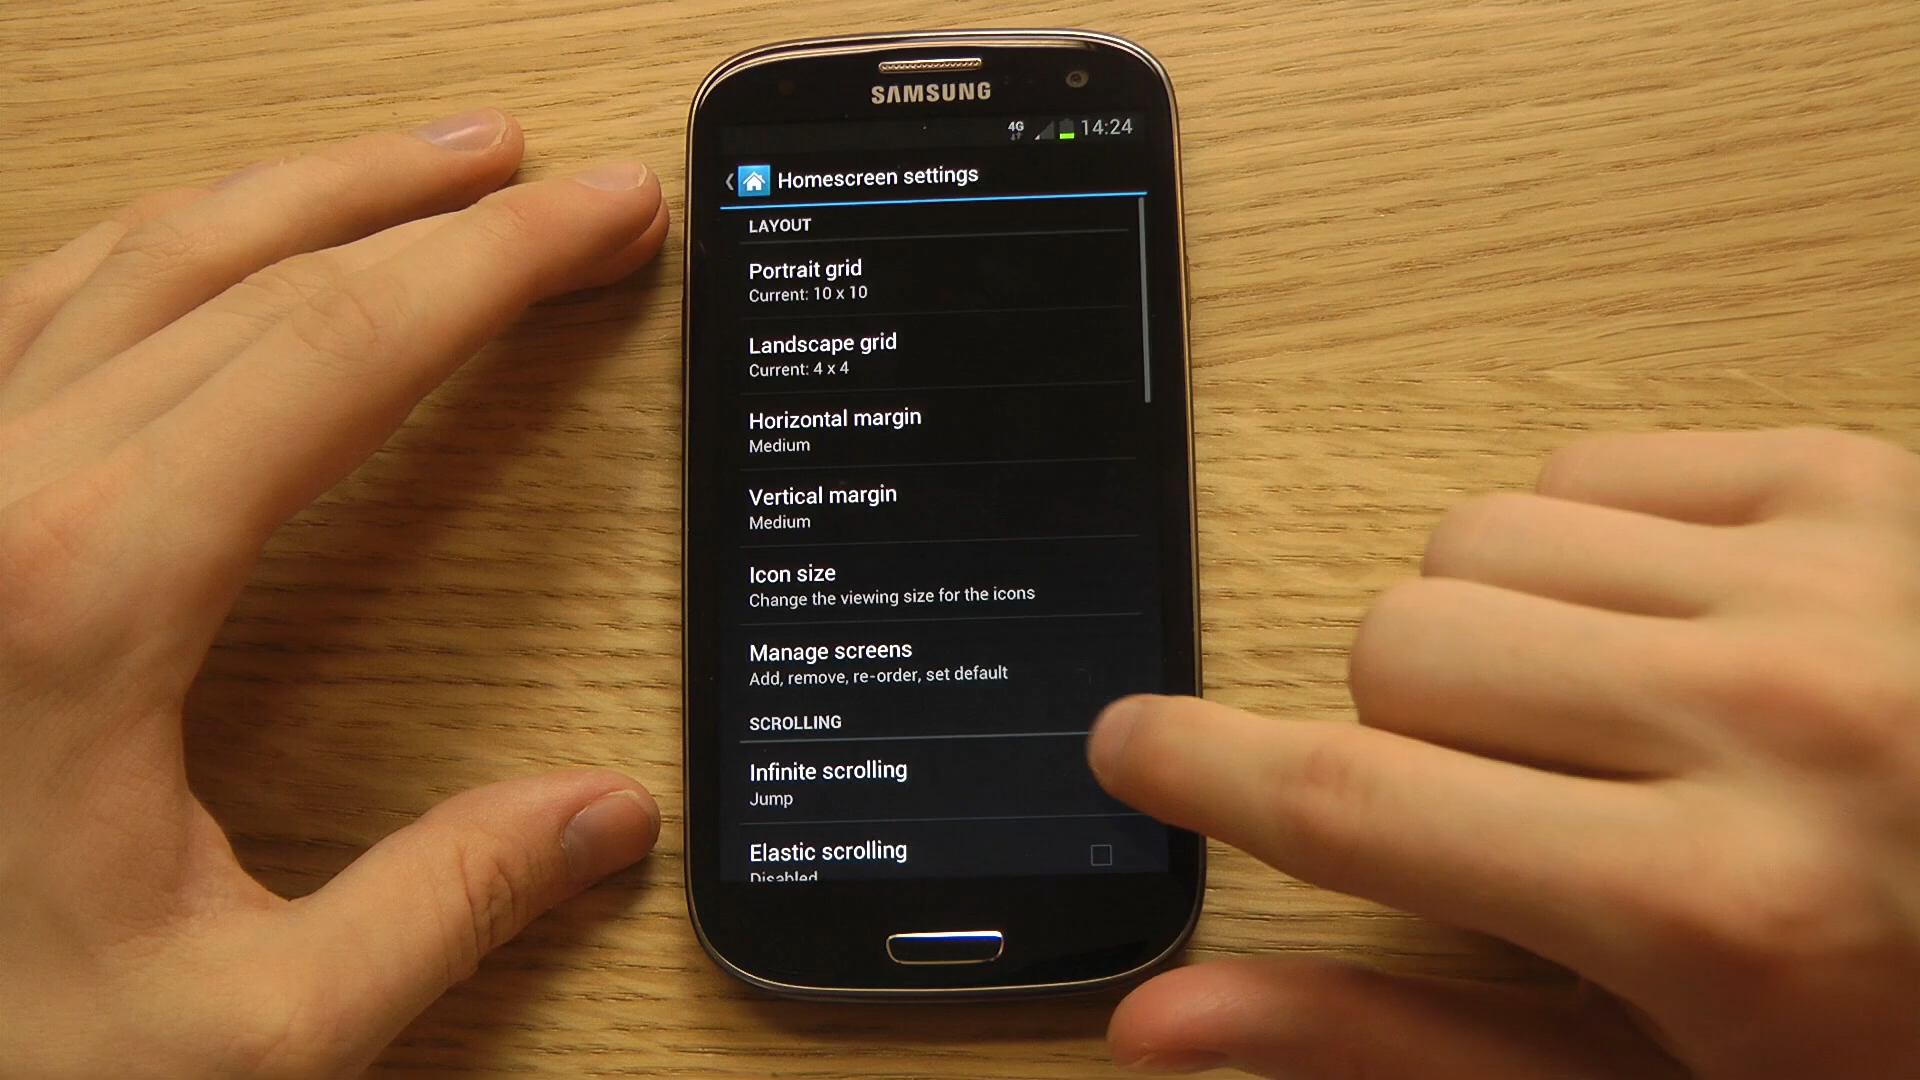 SAMSUNG
4G 14:24
Homescreen settings
LAYOUT
Portrait grid
Current: 10 x 10
Landscape grid
Current: 4 x 4
Horizontal margin
Medium
Vertical margin
Medium
Icon size
Change the viewing size for the icons
Manage screens
Add, remove, re-order, set default
SCROLLING
Infinite scrolling
Jump
Elastic scrolling
Disabled